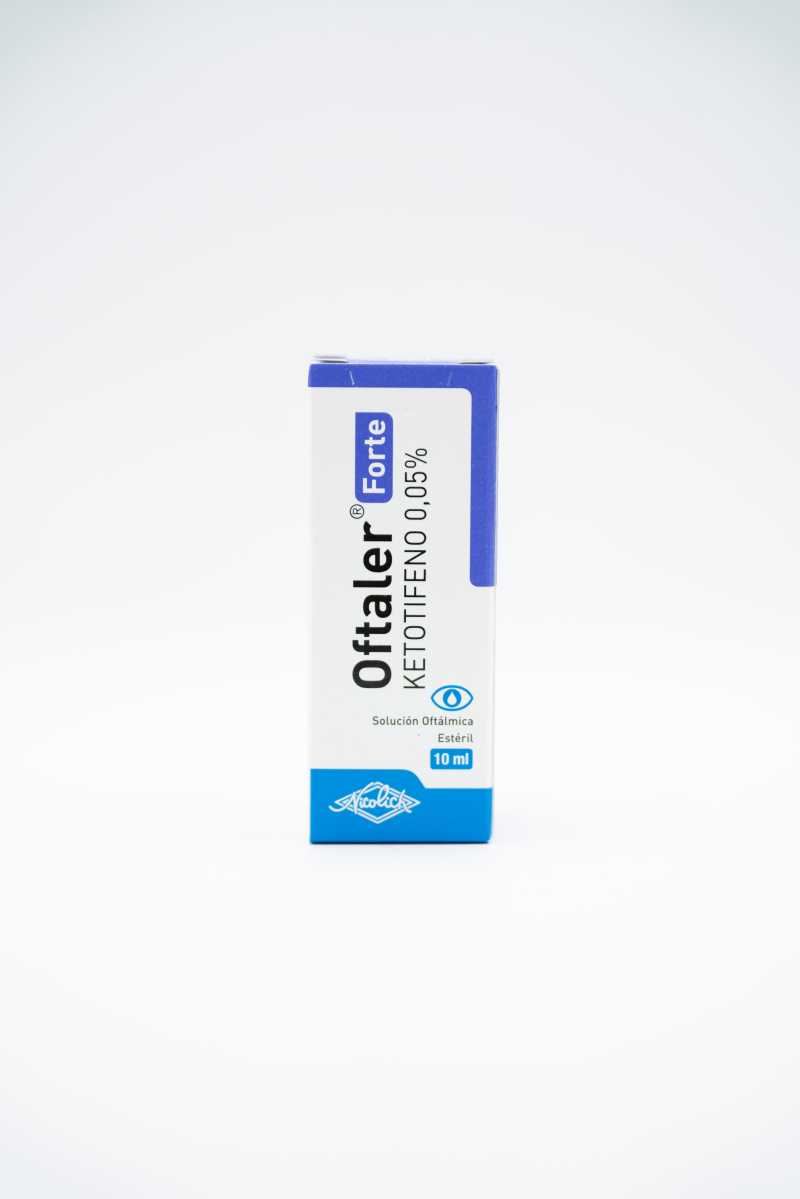 Oftaler® Forte
KETOTIFENO 0,05%
Solución Oftálmica
Estéril
10 ml
Nicolich